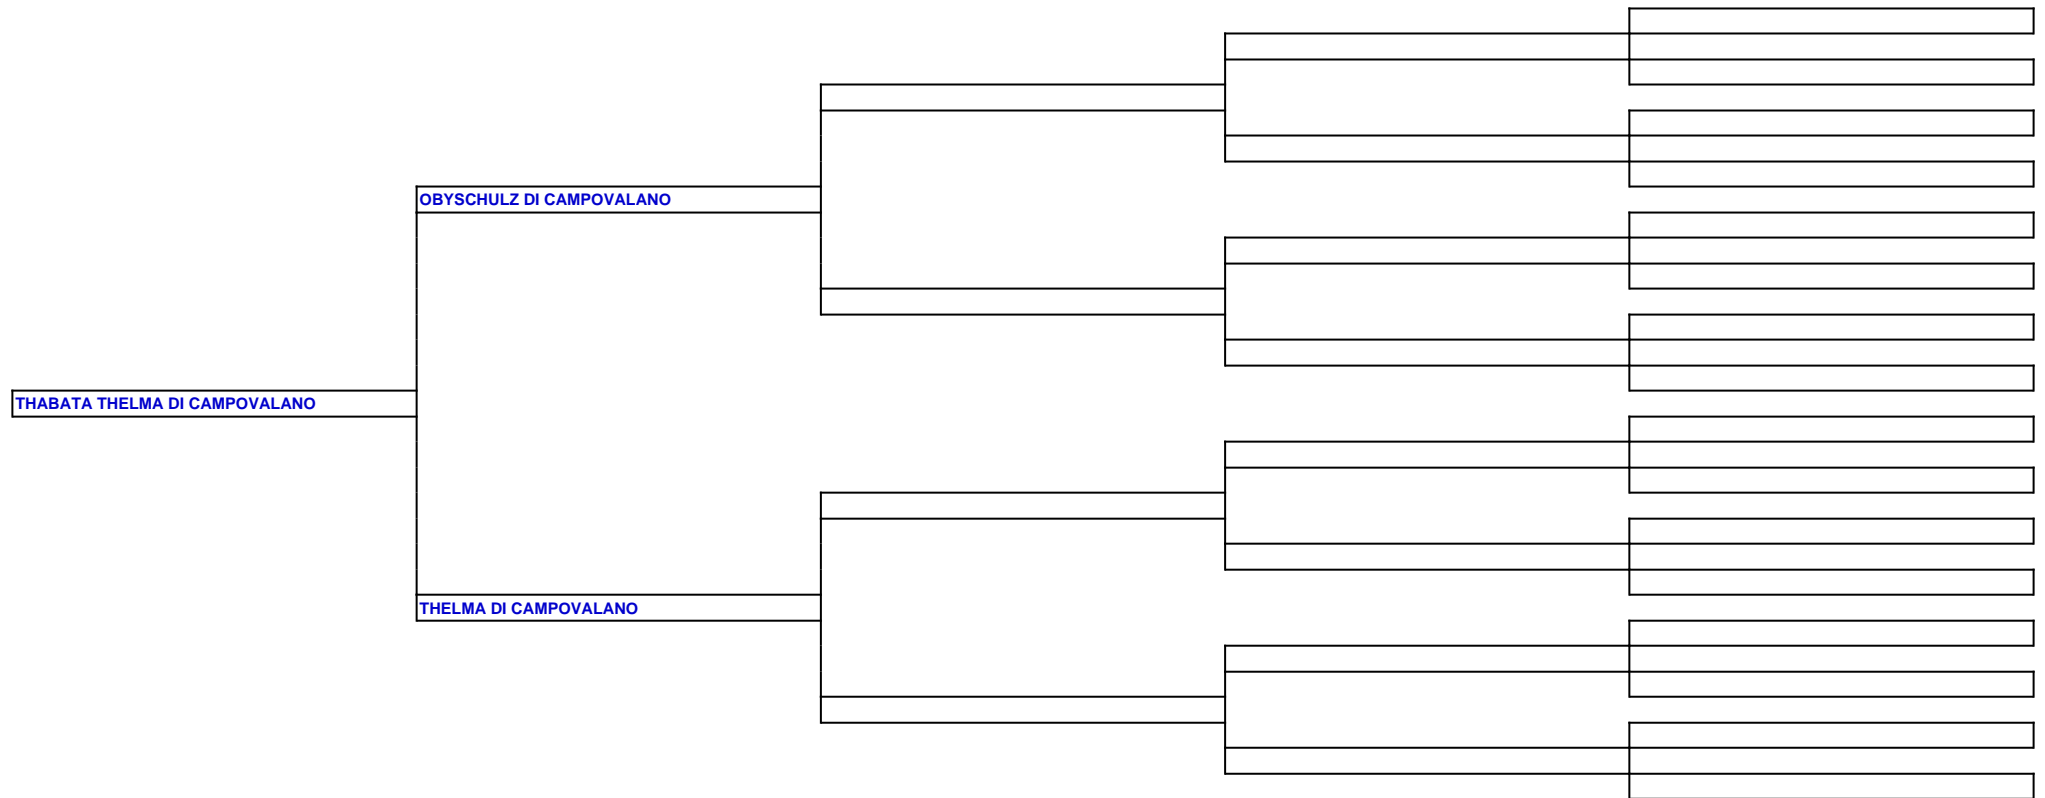 OBYSCHULZ DI CAMPOVALANO
THABATA THELMA DI CAMPOVALANO
THELMA DI CAMPOVALANO